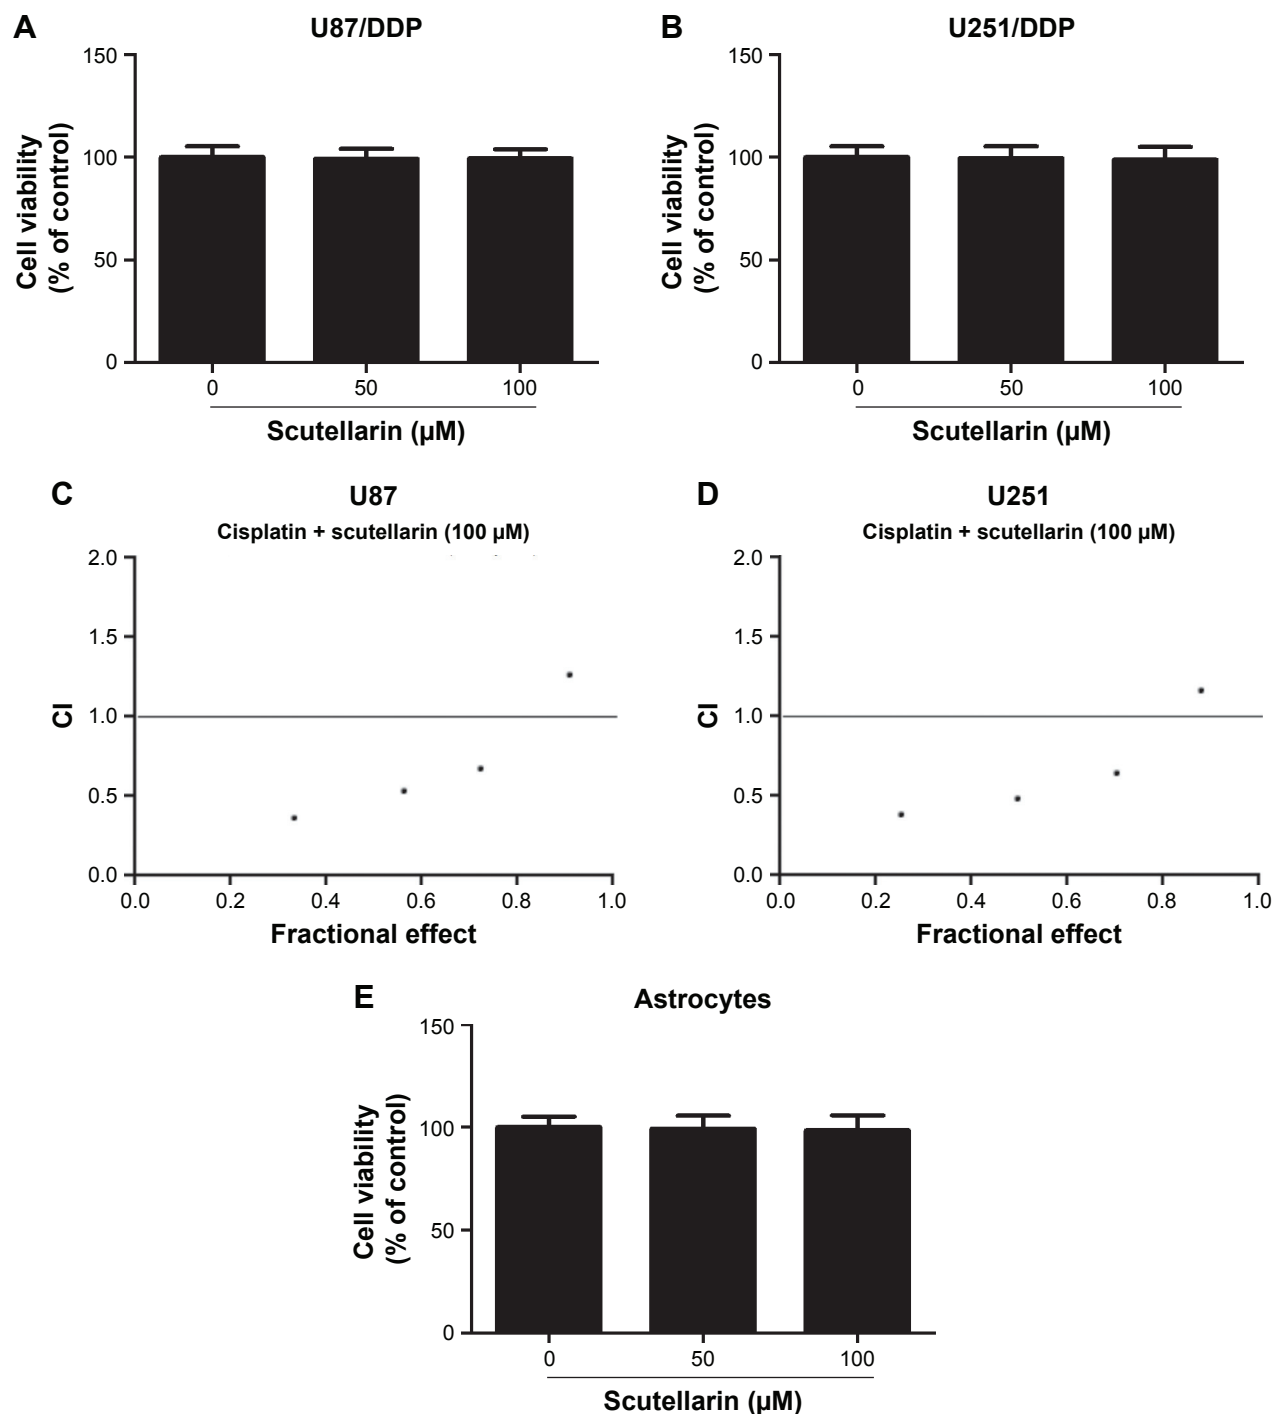 A
U87/DDP
Cell viability
(% of control)
150
100
50
0
0 50 100
Scutellarin (µM)
B
U251/DDP
Cell viability
(% of control)
150
100
50
0
0 50 100
Scutellarin (µM)
C
U87
Cisplatin + scutellarin (100 µM)
CI
2.0
1.5
1.0
0.5
0.0
0.0 0.2 0.4 0.6 0.8 1.0
Fractional effect
D
U251
Cisplatin + scutellarin (100 µM)
CI
2.0
1.5
1.0
0.5
0.0
0.0 0.2 0.4 0.6 0.8 1.0
Fractional effect
E
Astrocytes
Cell viability
(% of control)
150
100
50
0
0 50 100
Scutellarin (µM)